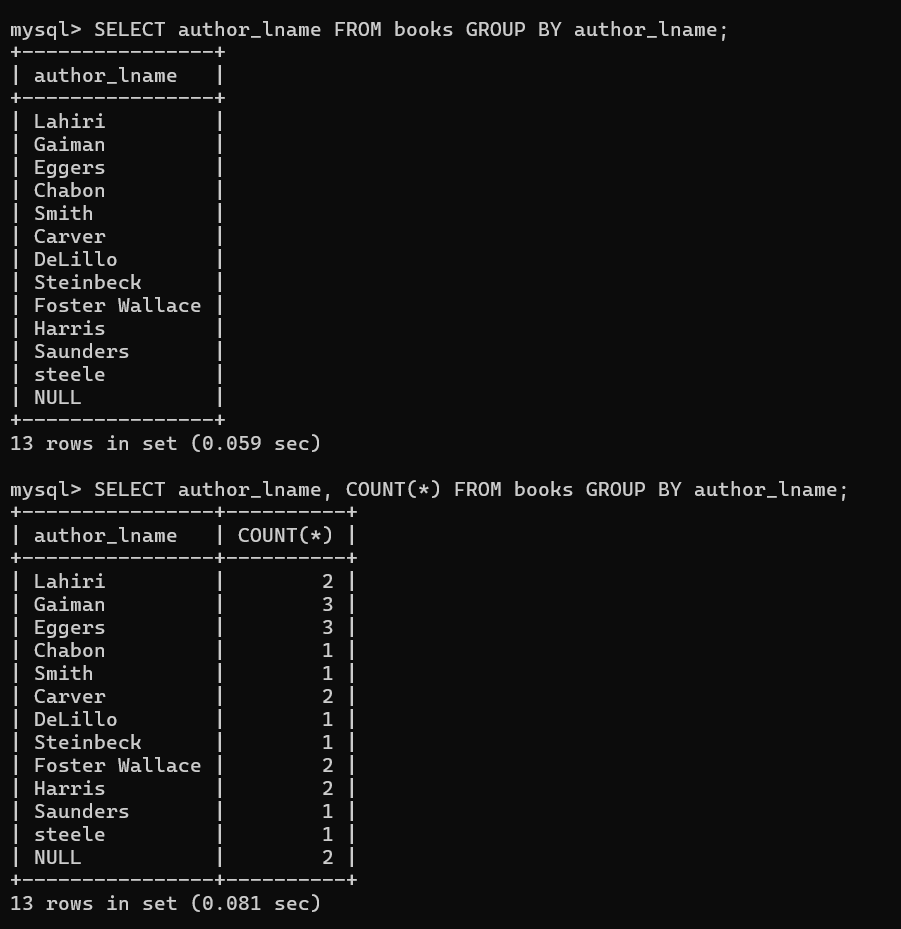 mysql> SELECT author_lname FROM books GROUP BY author_lname;
+----------------+
| author_lname   |
+----------------+
| Lahiri         |
| Gaiman         |
| Eggers         |
| Chabon         |
| Smith          |
| Carver         |
| DeLillo        |
| Steinbeck      |
| Foster Wallace |
| Harris         |
| Saunders       |
| steele         |
| NULL           |
+----------------+
13 rows in set (0.059 sec)

mysql> SELECT author_lname, COUNT(*) FROM books GROUP BY author_lname;
+----------------+----------+
| author_lname   | COUNT(*) |
+----------------+----------+
| Lahiri         |        2 |
| Gaiman         |        3 |
| Eggers         |        3 |
| Chabon         |        1 |
| Smith          |        1 |
| Carver         |        2 |
| DeLillo        |        1 |
| Steinbeck      |        1 |
| Foster Wallace |        2 |
| Harris         |        2 |
| Saunders       |        1 |
| steele         |        1 |
| NULL           |        2 |
+----------------+----------+
13 rows in set (0.081 sec)